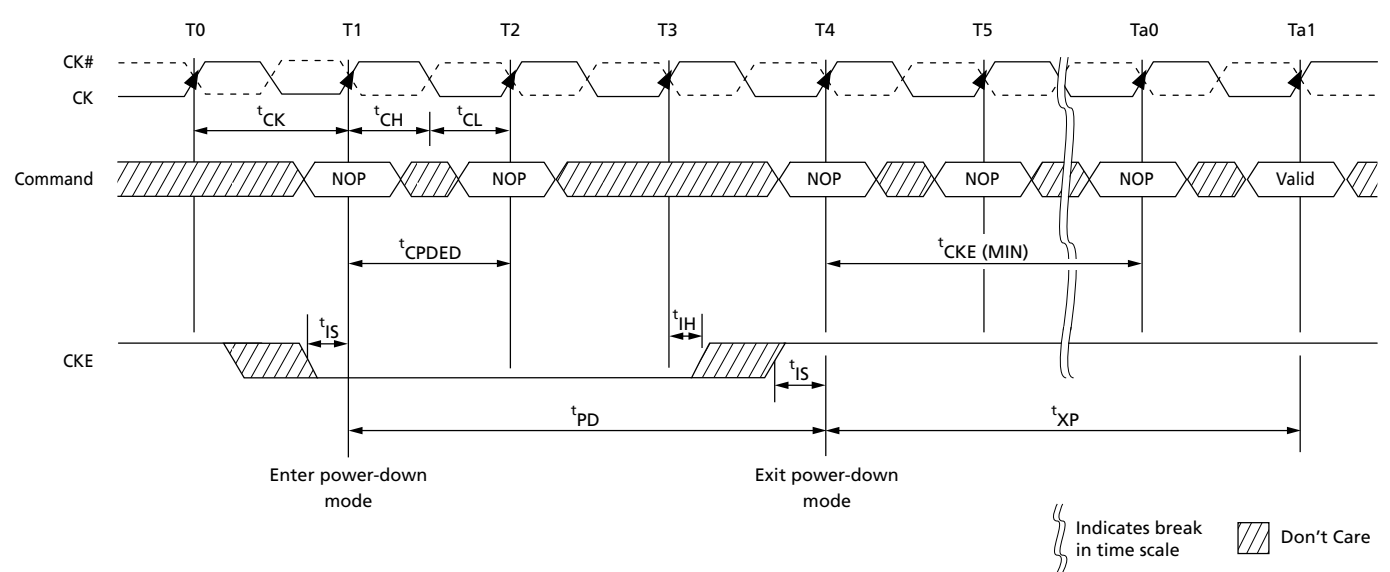 T0 T1 T2 T3 T4 T5 Ta0 Ta1
CK#
CK
tCK tCH tCL
Command NOP NOP NOP NOP NOP Valid
tCPDED tCKE (MIN)
tIS tIH
CKE
tIS
tPD tXP
Enter power-down
mode
Exit power-down
mode
Indicates break
in time scale
Don't Care